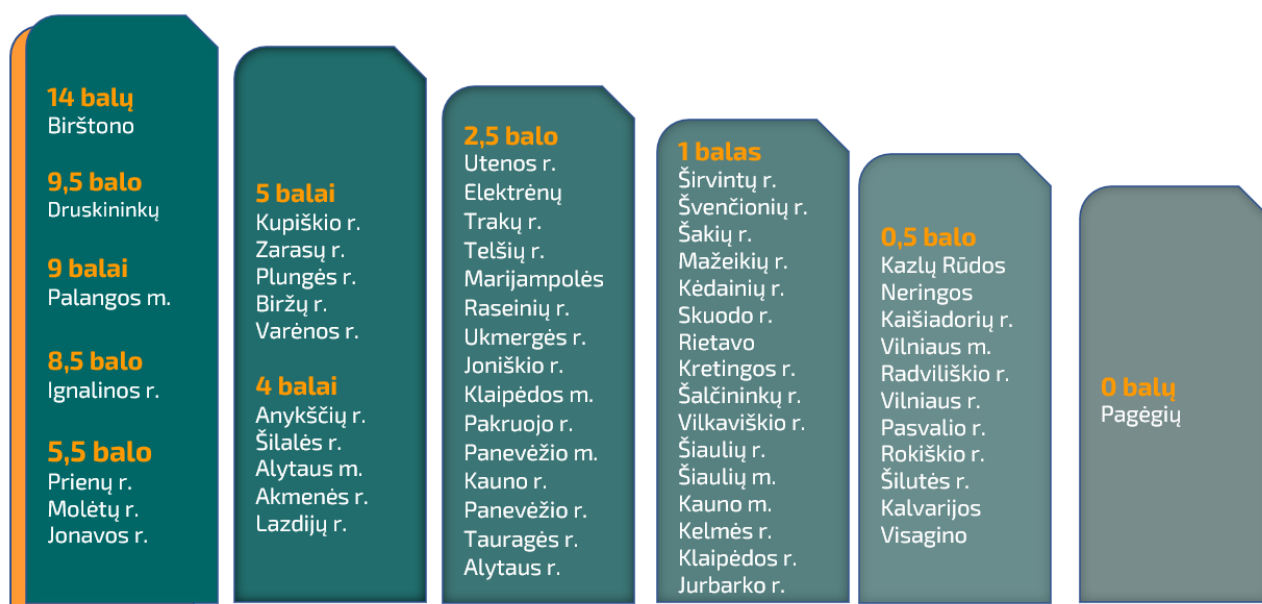 14 balų
Birštono
9,5 balo
Druskininkų
9 balai
Palangos m.
8,5 balo
Ignalinos r.
5,5 balo
Prienų r.
Molėtų r.
Jonavos r.
5 balai
Kupiškio r.
Zarasų r.
Plungės r.
Biržų r.
Varėnos r.
4 balai
Anykščių r.
Šilalės r.
Alytaus m.
Akmenės r.
Lazdijų r.
2,5 balo
Utenos r.
Elektrėnų
Trakų r.
Telšių r.
Marijampolės
Raseinių r.
Ukmergės r.
Joniškio r.
Klaipėdos m.
Pakruojo r.
Panevėžio m.
Kauno r.
Panevėžio r.
Tauragės r.
Alytaus r.
1 balas
Širvintų r.
Švenčionių r.
Šakių r.
Mažeikių r.
Kėdainių r.
Skuodo r.
Rietavo
Kretingos r.
Šalčininkų r.
Vilkaviškio r.
Šiaulių r.
Šiaulių m.
Kauno m.
Kelmės r.
Klaipėdos r.
Jurbarko r.
0,5 balo
Kazlų Rūdos
Neringos
Kaišiadorių r.
Vilniaus m.
Radviliškio r.
Vilniaus r.
Pasvalio r.
Rokiškio r.
Šilutės r.
Kalvarijos
Visagino
0 balų
Pagėgių